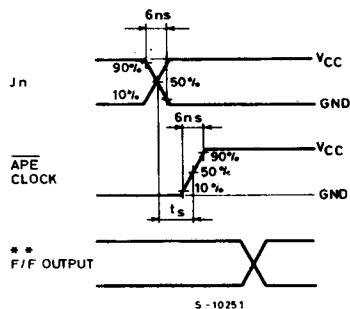 6ns
VCC
90%
50%
Jn
10%
GND
6ns
VCC
90%
APE
50%
CLOCK
10%
GND
ts
* *
F/F OUTPUT
S-10251